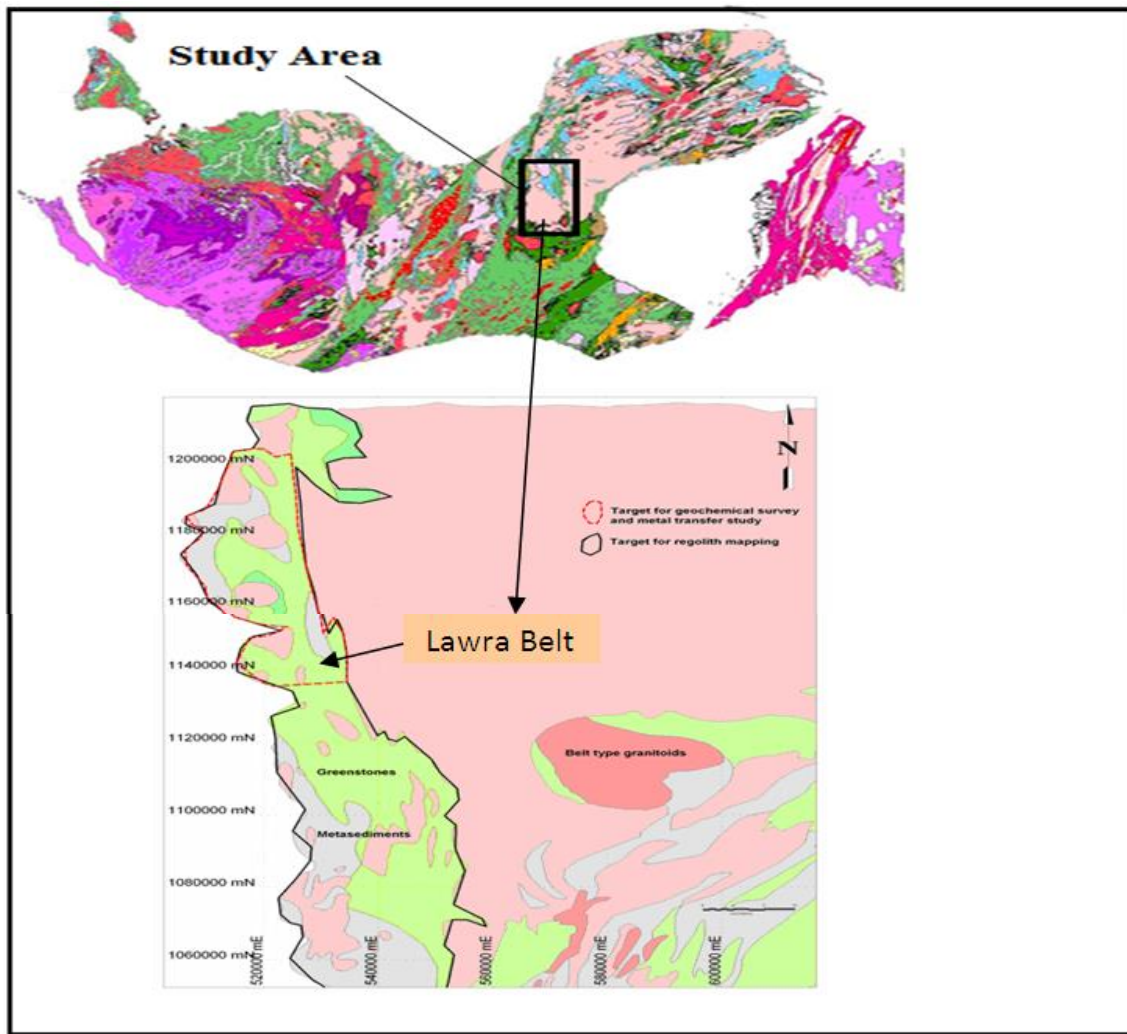 Study Area
N
1200000 mN
Target for geochemical survey
and metal transfer study
1180000 mN
Target for regolith mapping
1160000 mN
Lawra Belt
1140000 mN
1120000 mN
Belt type granitoids
Greenstones
1100000 mN
Metasediments
1080000 mN
1060000 mN
520000 mE
540000 mE
560000 mE
580000 mE
600000 mE